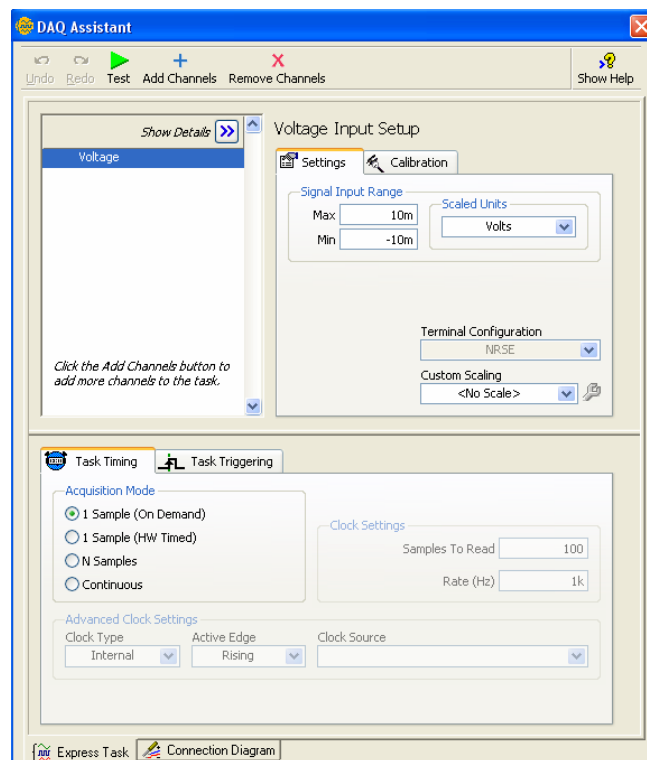 DAQ Assistant
Undo Redo Test Add Channels Remove Channels Show Help
Show Details
Voltage
Click the Add Channels button to
add more channels to the task.
Voltage Input Setup
Settings Calibration
Signal Input Range
Max 10m
Min -10m
Scaled Units
Volts
Terminal Configuration
NRSE
Custom Scaling
<No Scale>
Task Timing Task Triggering
Acquisition Mode
1 Sample (On Demand)
1 Sample (HW Timed)
N Samples
Continuous
Clock Settings
Samples To Read 100
Rate (Hz) 1k
Advanced Clock Settings
Clock Type Active Edge Clock Source
Internal Rising
Express Task Connection Diagram